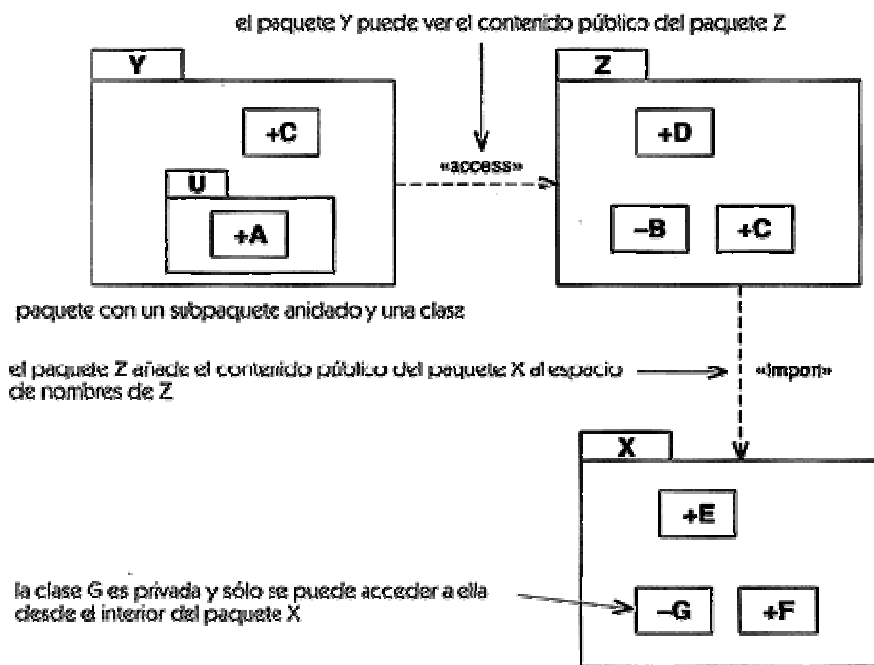 el paquete Y puede ver el contenido público del paquete Z
Y
+C
U
+A
«access»
Z
+D
–B
+C
paquete con un subpaquete anidado y una clase
el paquete Z añade el contenido público del paquete X al espacio
de nombres de Z
«import»
X
+E
–G
+F
la clase G es privada y sólo se puede acceder a ella
desde el interior del paquete X